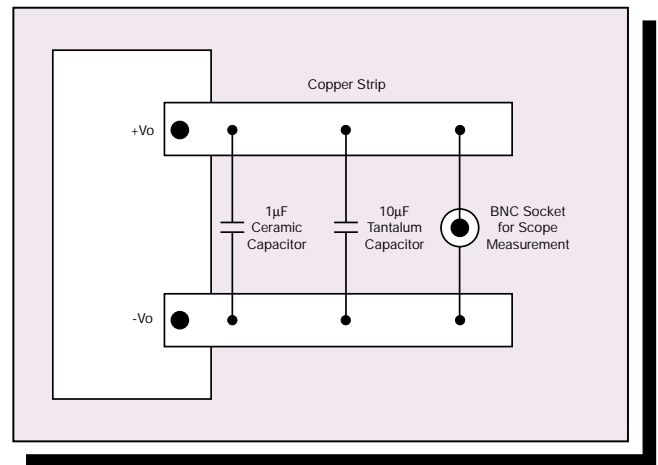 Copper Strip
+Vo
1µF
Ceramic
Capacitor
10µF
Tantalum
Capacitor
BNC Socket
for Scope
Measurement
-Vo